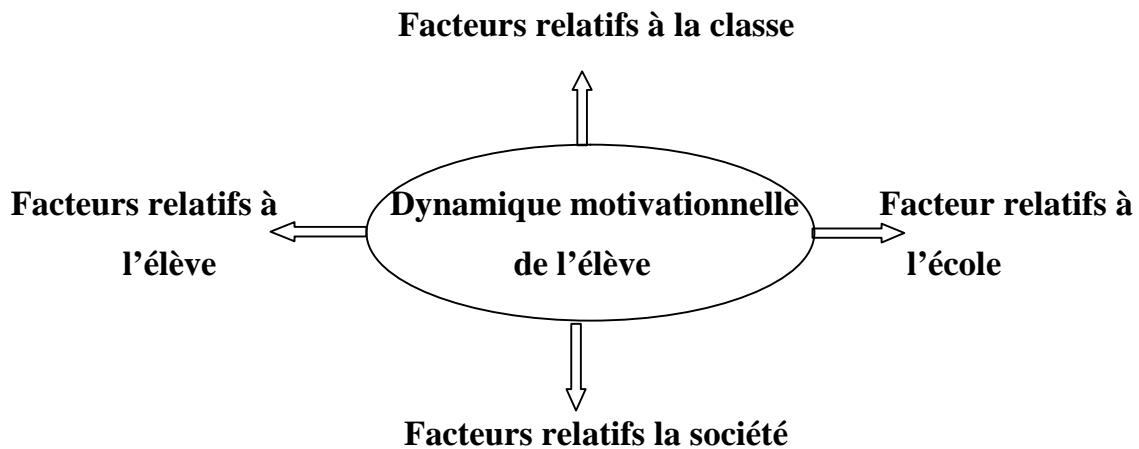 Facteurs relatifs à la classe
Facteurs relatifs à
l’élève
Dynamique motivationnelle
de l’élève
Facteur relatifs à
l’école
Facteurs relatifs la société